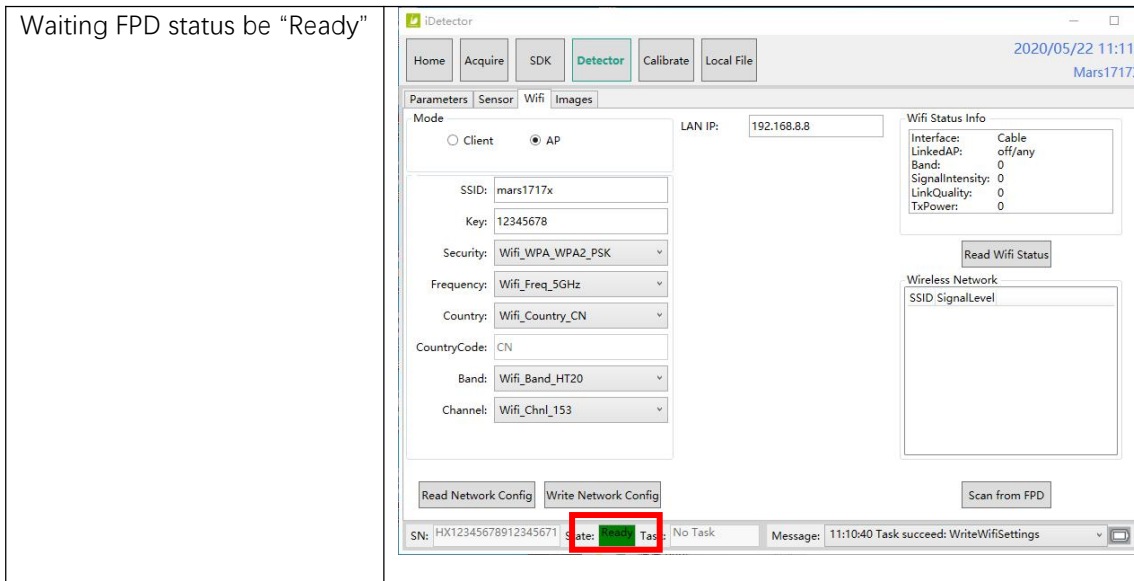 Waiting FPD status be “Ready”
iDetector
Home Acquire SDK Detector Calibrate Local File
2020/05/22 11:11
Mars1717
Parameters Sensor Wifi Images
Mode
Client AP
LAN IP: 192.168.8.8
Wifi Status Info
Interface: Cable
LinkedAP: off/any
Band: 0
SignalIntensity: 0
LinkQuality: 0
TxPower: 0
SSID: mars1717x
Key: 12345678
Security: Wifi_WPA_WPA2_PSK
Read Wifi Status
Frequency: Wifi_Freq_5GHz
Wireless Network
SSID SignalLevel
Country: Wifi_Country_CN
CountryCode: CN
Band: Wifi_Band_HT20
Channel: Wifi_Chnl_153
Read Network Config Write Network Config
Scan from FPD
SN: HX12345678912345671 State: Ready Task: No Task Message: 11:10:40 Task succeed: WriteWifiSettings